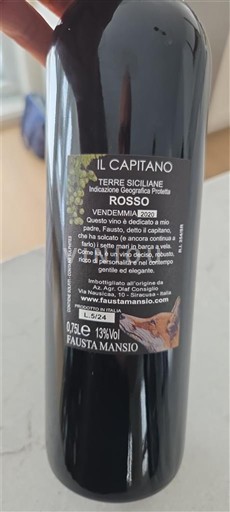 IL CAPITANO
TERRE SICILIANE
Indicazione Geografica Protetta
ROSSO
VENDEMMIA 2020
Questo vino è dedicato a mio
padre, Fausto, detto il capitano,
che ha solcato (e ancora continua a
farlo) i sette mari in barca a vela.
Come lui è un vino deciso, robusto,
ricco di personalità e nel contempo
gentile ed elegante.
Imbottigliato all'origine da
Az. Agr. Olaf Consiglio
Via Nausicaa, 10 - Siracusa - Italia
www.faustamansio.com
PRODOTTO IN ITALIA
L.5/24
0,75L e 13%Vol
FAUSTA MANSIO